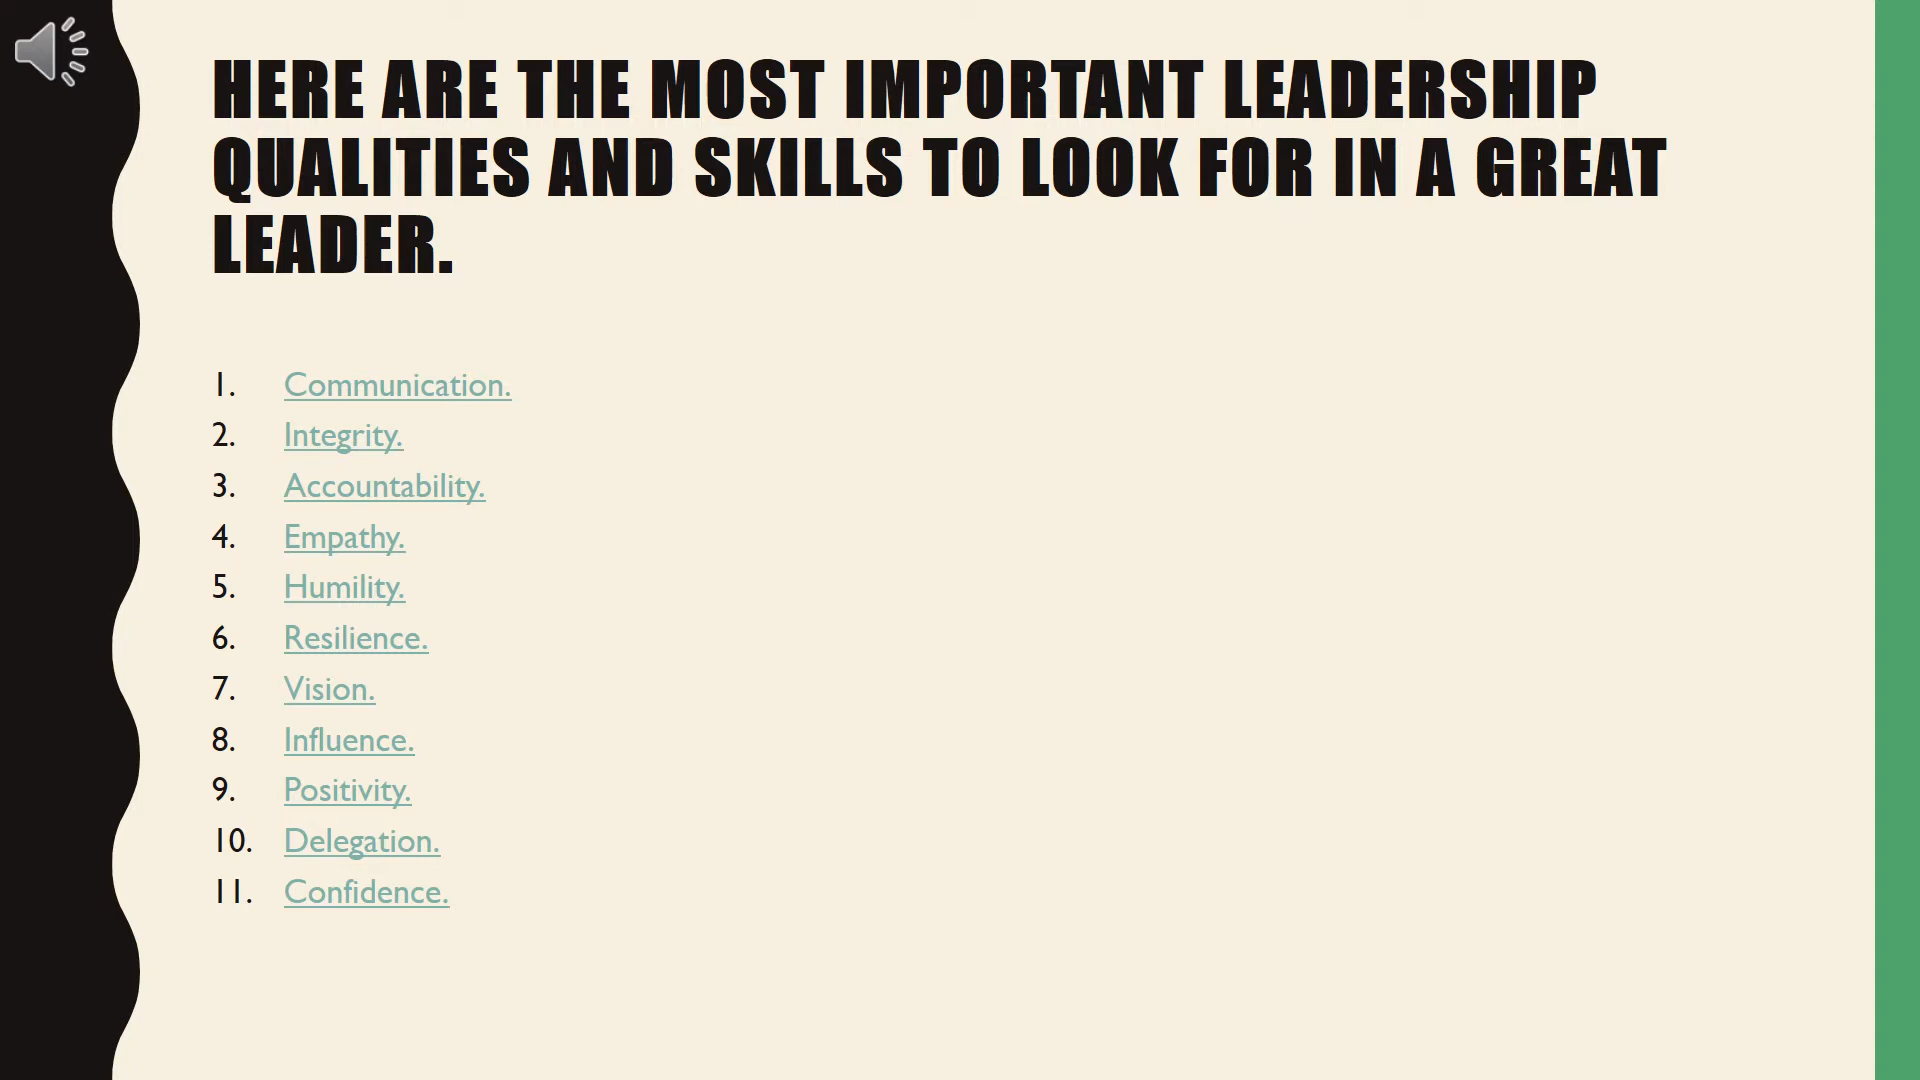 HERE ARE THE MOST IMPORTANT LEADERSHIP
QUALITIES AND SKILLS TO LOOK FOR IN A GREAT
LEADER.
1. Communication.
2. Integrity.
3. Accountability.
4. Empathy.
5. Humility.
6. Resilience.
7. Vision.
8. Influence.
9. Positivity.
10. Delegation.
11. Confidence.